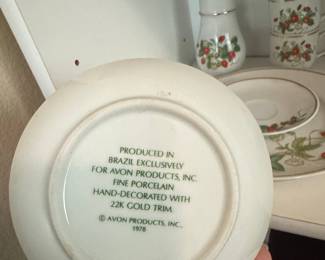 PRODUCED IN
BRAZIL EXCLUSIVELY
FOR AVON PRODUCTS, INC.
FINE PORCELAIN
HAND-DECORATED WITH
22K GOLD TRIM
© AVON PRODUCTS, INC.
1978